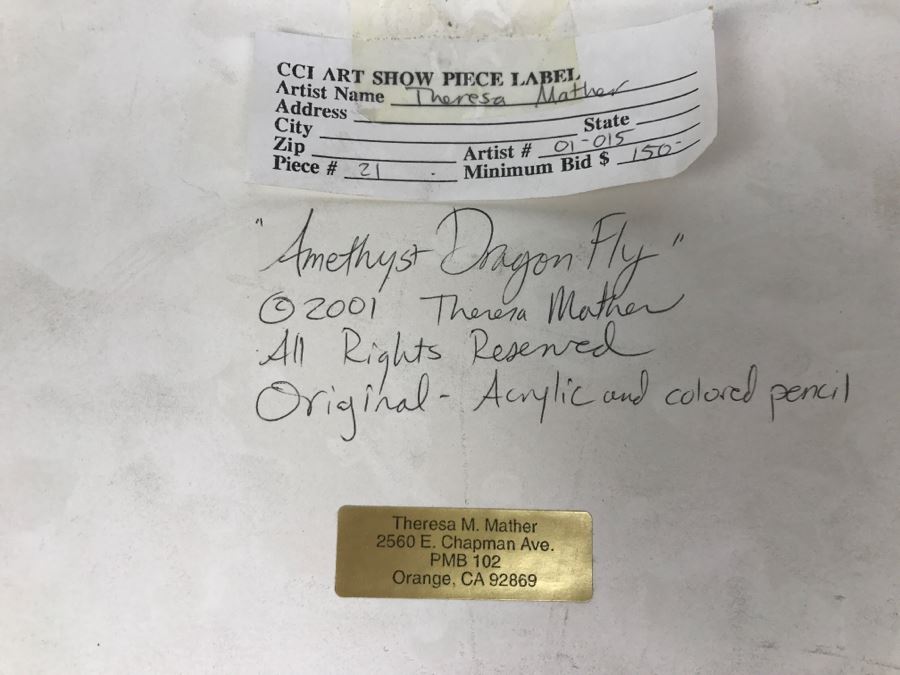 CCI ART SHOW PIECE LABEL
Artist Name Theresa Mather
Address
City State
Zip Artist # 01-015
Piece # 21 Minimum Bid $ 150-
"Amethyst Dragon Fly"
©2001 Theresa Mather
All Rights Reserved
Original - Acrylic and colored pencil
Theresa M. Mather
2560 E. Chapman Ave.
PMB 102
Orange, CA 92869